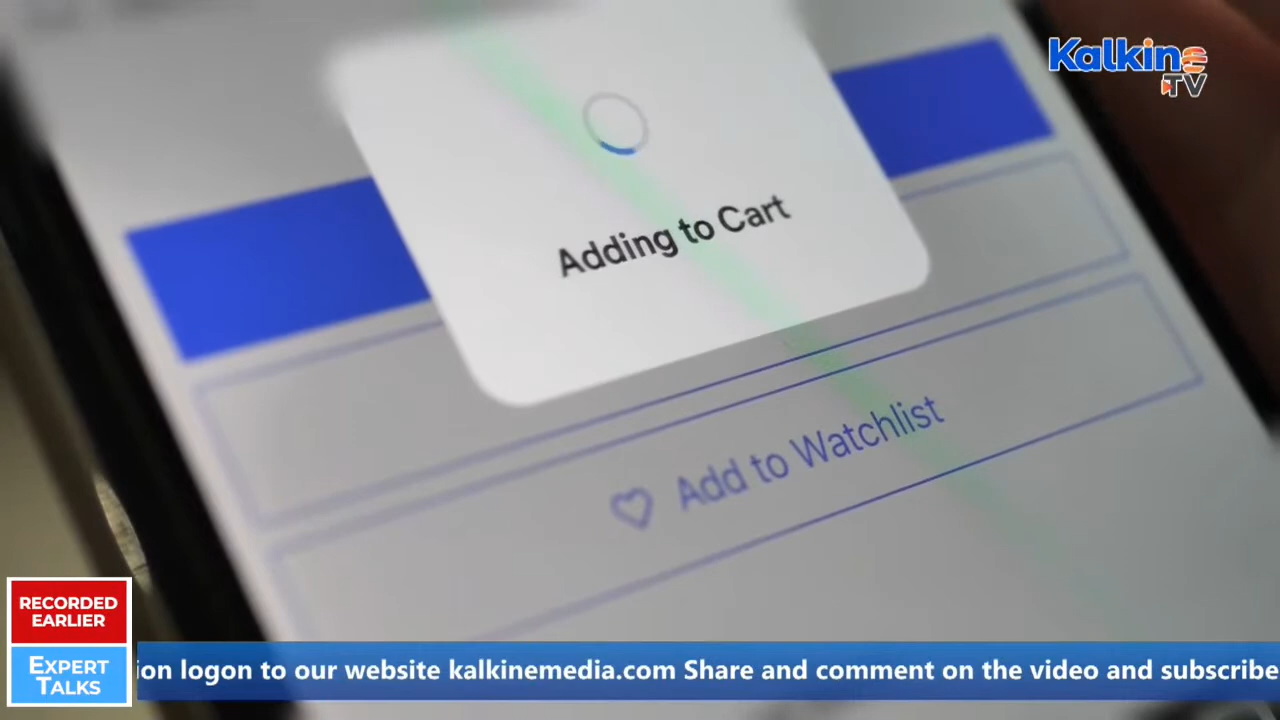 Kalkine
TV
Adding to Cart
Add to Watchlist
RECORDED
EARLIER
EXPERT
TALKS
ion logon to our website kalkinemedia.com Share and comment on the video and subscribe